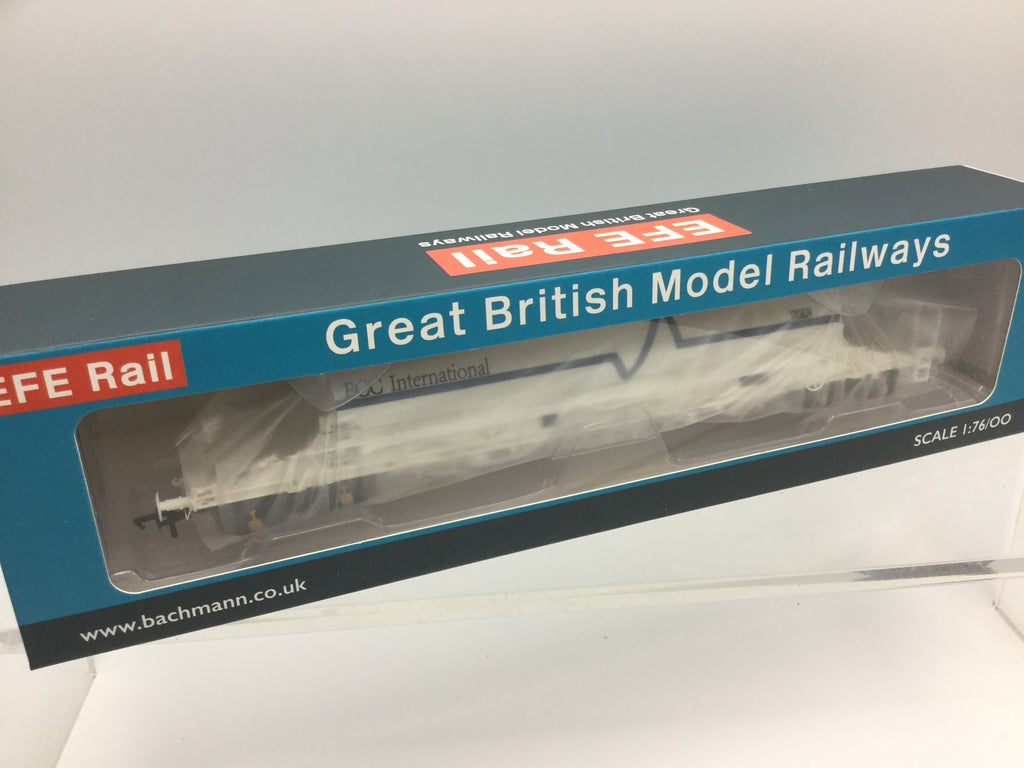 Great British Model Railways
EFE Rail
Great British Model Railways
EFE Rail
ECC International
TIGER
SCALE 1:76/OO
www.bachmann.co.uk